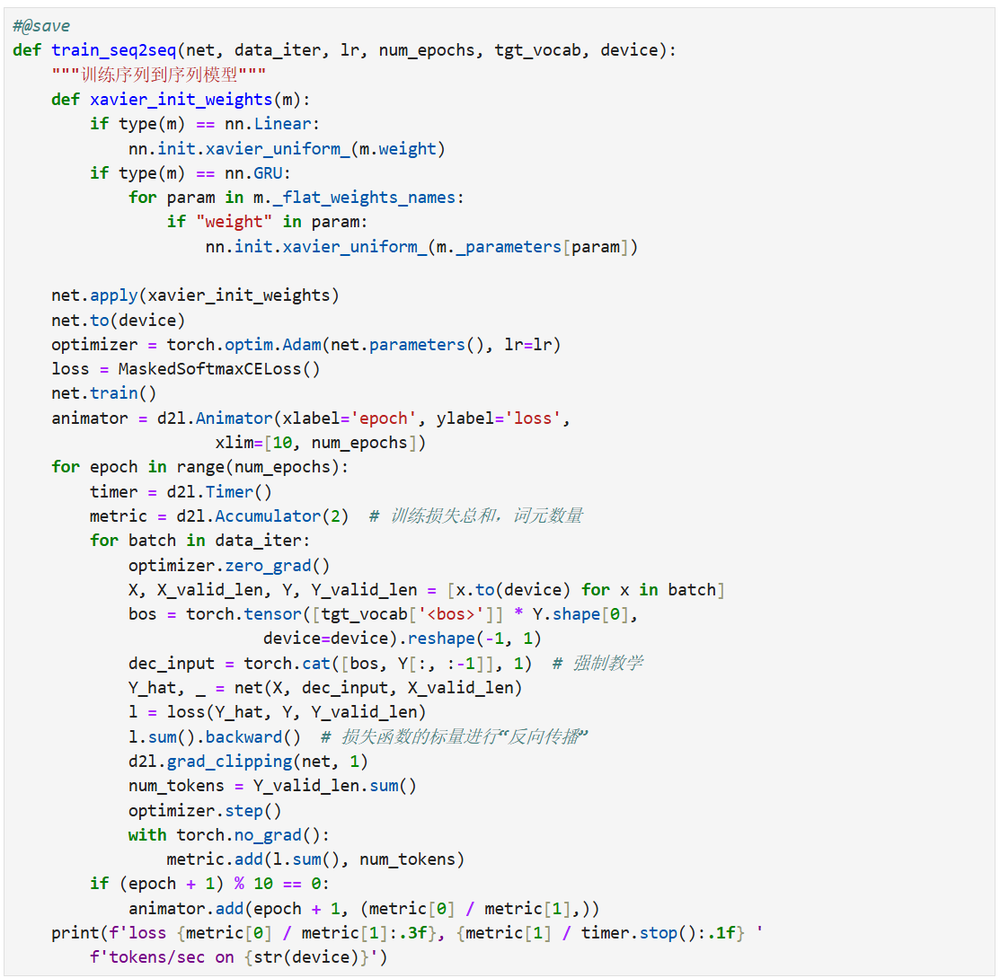 #@save
def train_seq2seq(net, data_iter, lr, num_epochs, tgt_vocab, device):
    """训练序列到序列模型"""
    def xavier_init_weights(m):
        if type(m) == nn.Linear:
            nn.init.xavier_uniform_(m.weight)
        if type(m) == nn.GRU:
            for param in m._flat_weights_names:
                if "weight" in param:
                    nn.init.xavier_uniform_(m._parameters[param])

    net.apply(xavier_init_weights)
    net.to(device)
    optimizer = torch.optim.Adam(net.parameters(), lr=lr)
    loss = MaskedSoftmaxCELoss()
    net.train()
    animator = d2l.Animator(xlabel='epoch', ylabel='loss',
                     xlim=[10, num_epochs])
    for epoch in range(num_epochs):
        timer = d2l.Timer()
        metric = d2l.Accumulator(2)  # 训练损失总和，词元数量
        for batch in data_iter:
            optimizer.zero_grad()
            X, X_valid_len, Y, Y_valid_len = [x.to(device) for x in batch]
            bos = torch.tensor([tgt_vocab['<bos>']] * Y.shape[0],
                          device=device).reshape(-1, 1)
            dec_input = torch.cat([bos, Y[:, :-1]], 1)  # 强制教学
            Y_hat, _ = net(X, dec_input, X_valid_len)
            l = loss(Y_hat, Y, Y_valid_len)
            l.sum().backward()  # 损失函数的标量进行“反向传播”
            d2l.grad_clipping(net, 1)
            num_tokens = Y_valid_len.sum()
            optimizer.step()
            with torch.no_grad():
                metric.add(l.sum(), num_tokens)
        if (epoch + 1) % 10 == 0:
            animator.add(epoch + 1, (metric[0] / metric[1],))
    print(f'loss {metric[0] / metric[1]:.3f}, {metric[1] / timer.stop():.1f} '
        f'tokens/sec on {str(device)}')